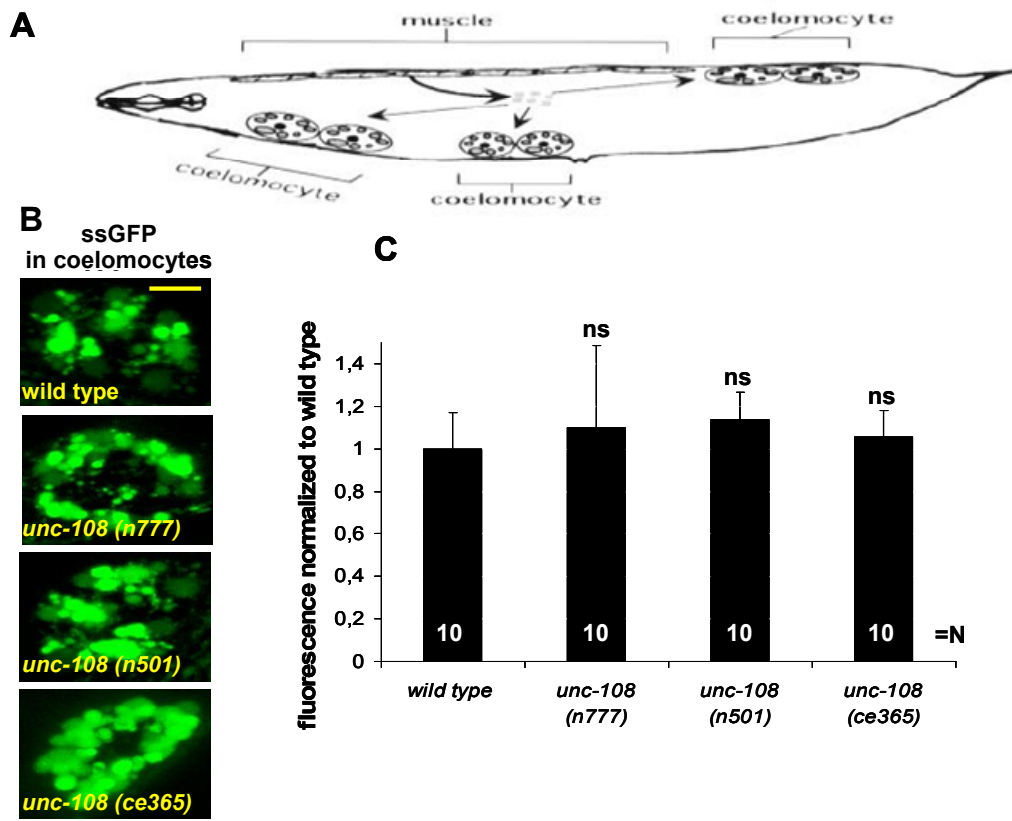 A
muscle
coelomocyte
coelomocyte
coelomocyte
B
ssGFP
in coelomocytes
wild type
unc-108 (n777)
unc-108 (n501)
unc-108 (ce365)
C
fluorescence normalized to wild type
1,4
1,2
1
0,8
0,6
0,4
0,2
0
ns
ns
ns
10
10
10
10
=N
wild type
unc-108
(n777)
unc-108
(n501)
unc-108
(ce365)